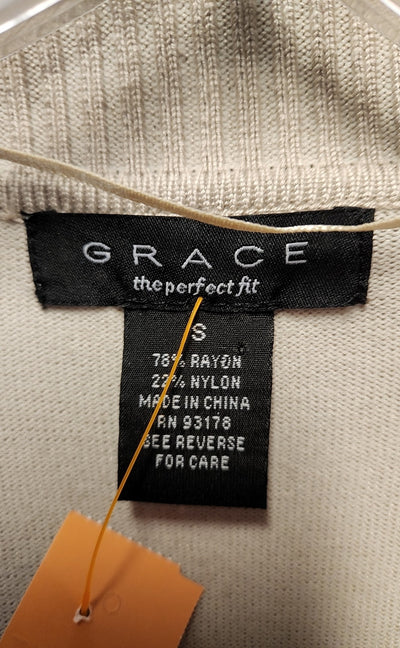 GRACE
the perfect fit
S
78% RAYON
22% NYLON
MADE IN CHINA
RN 93178
SEE REVERSE
FOR CARE